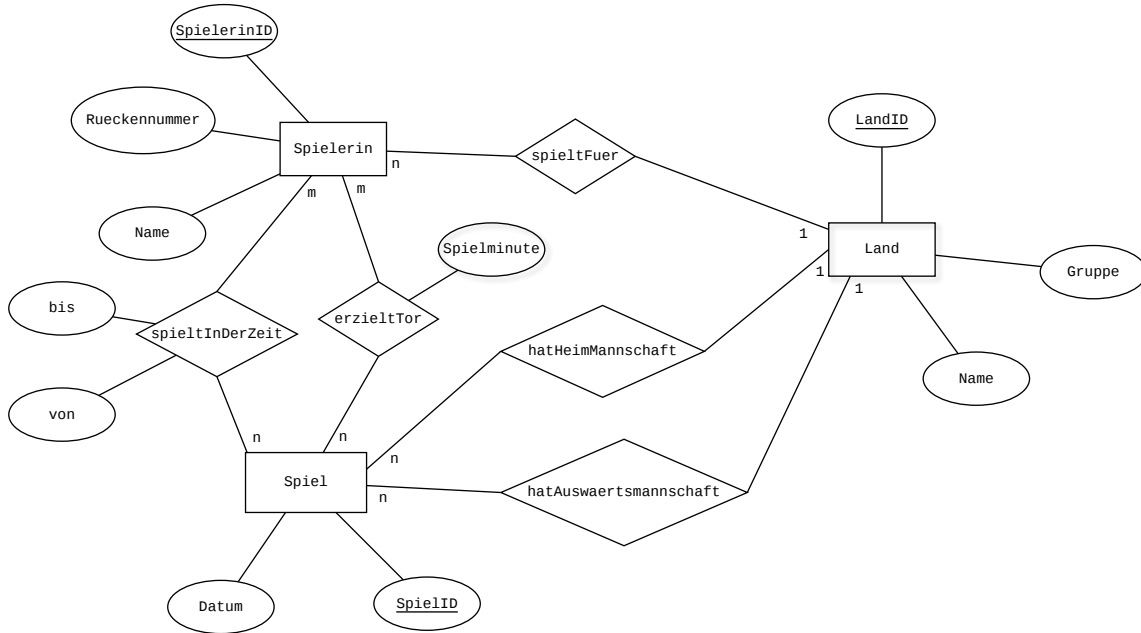 SpielerinID
Rueckennummer
LandID
Spielerin
n
spieltFuer
m
m
Name
1
Land
Spielminute
1
Gruppe
1
bis
spieltInDerZeit
erzieltTor
hatHeimMannschaft
Name
von
n
n
n
Spiel
n
hatAuswaertsmannschaft
Datum
SpielID